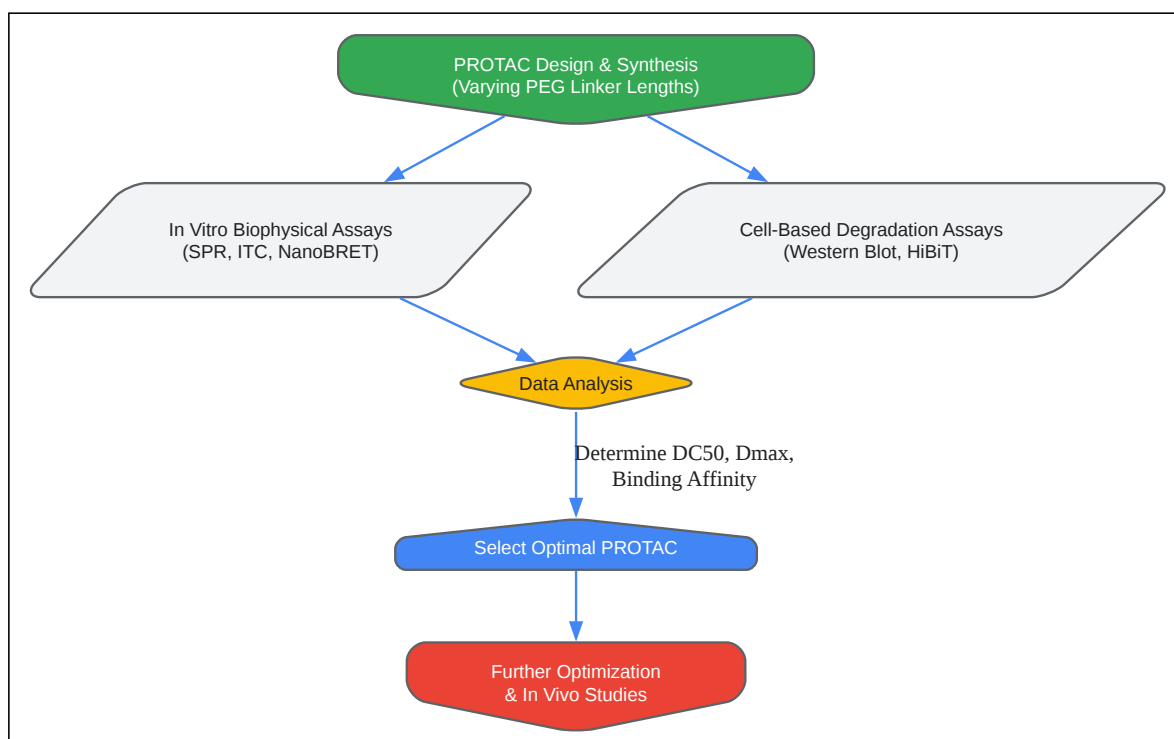 PROTAC Design & Synthesis
(Varying PEG Linker Lengths)
In Vitro Biophysical Assays
(SPR, ITC, NanoBRET)
Cell-Based Degradation Assays
(Western Blot, HiBiT)
Data Analysis
Determine DC50, Dmax,
Binding Affinity
Select Optimal PROTAC
Further Optimization
& In Vivo Studies